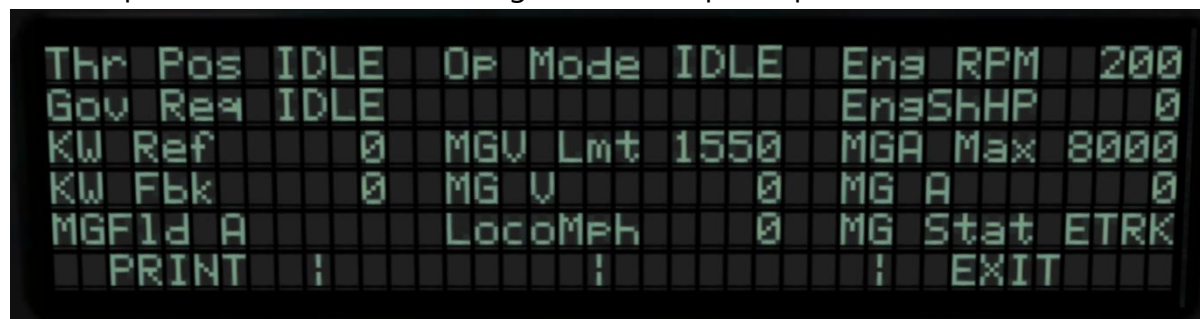 Thr Pos IDLE Op Mode IDLE Eng RPM 200
Gov Req IDLE EngShHP 0
KW Ref 0 MGV Lmt 1550 MGA Max 8000
KW Fbk 0 MG V 0 MG A 0
MGFld A LocoMph 0 MG Stat ETRK
PRINT ¦ ¦ ¦ EXIT